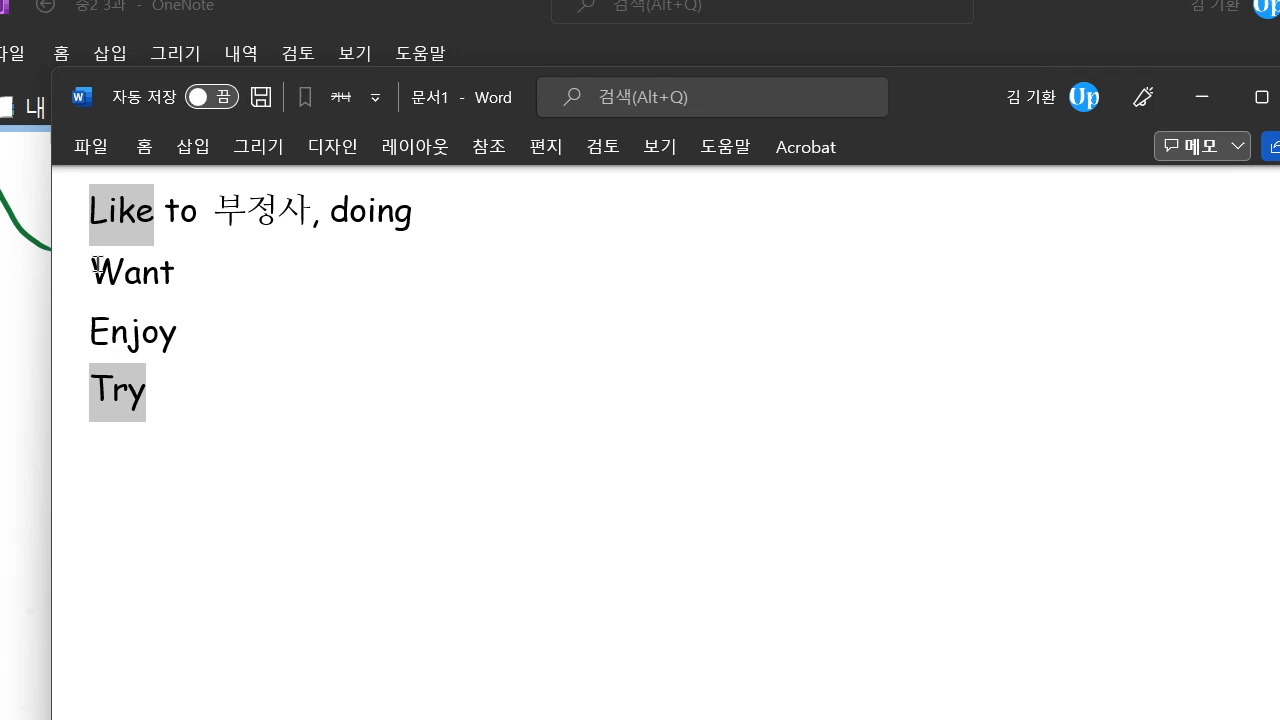 중2 3과 - OneNote
검색(Alt+Q)
김 기환
파일 홈 삽입 그리기 내역 검토 보기 도움말
내
자동 저장 끔 가나 문서1 - Word 검색(Alt+Q) 김 기환 Up
파일 홈 삽입 그리기 디자인 레이아웃 참조 편지 검토 보기 도움말 Acrobat 메모
Like to 부정사, doing
Want
Enjoy
Try